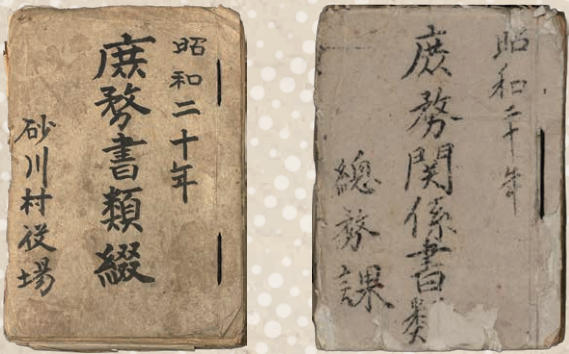 昭和二十年
庶務書類綴
砂川村役場
昭和二十年
庶務関係書類
總務課